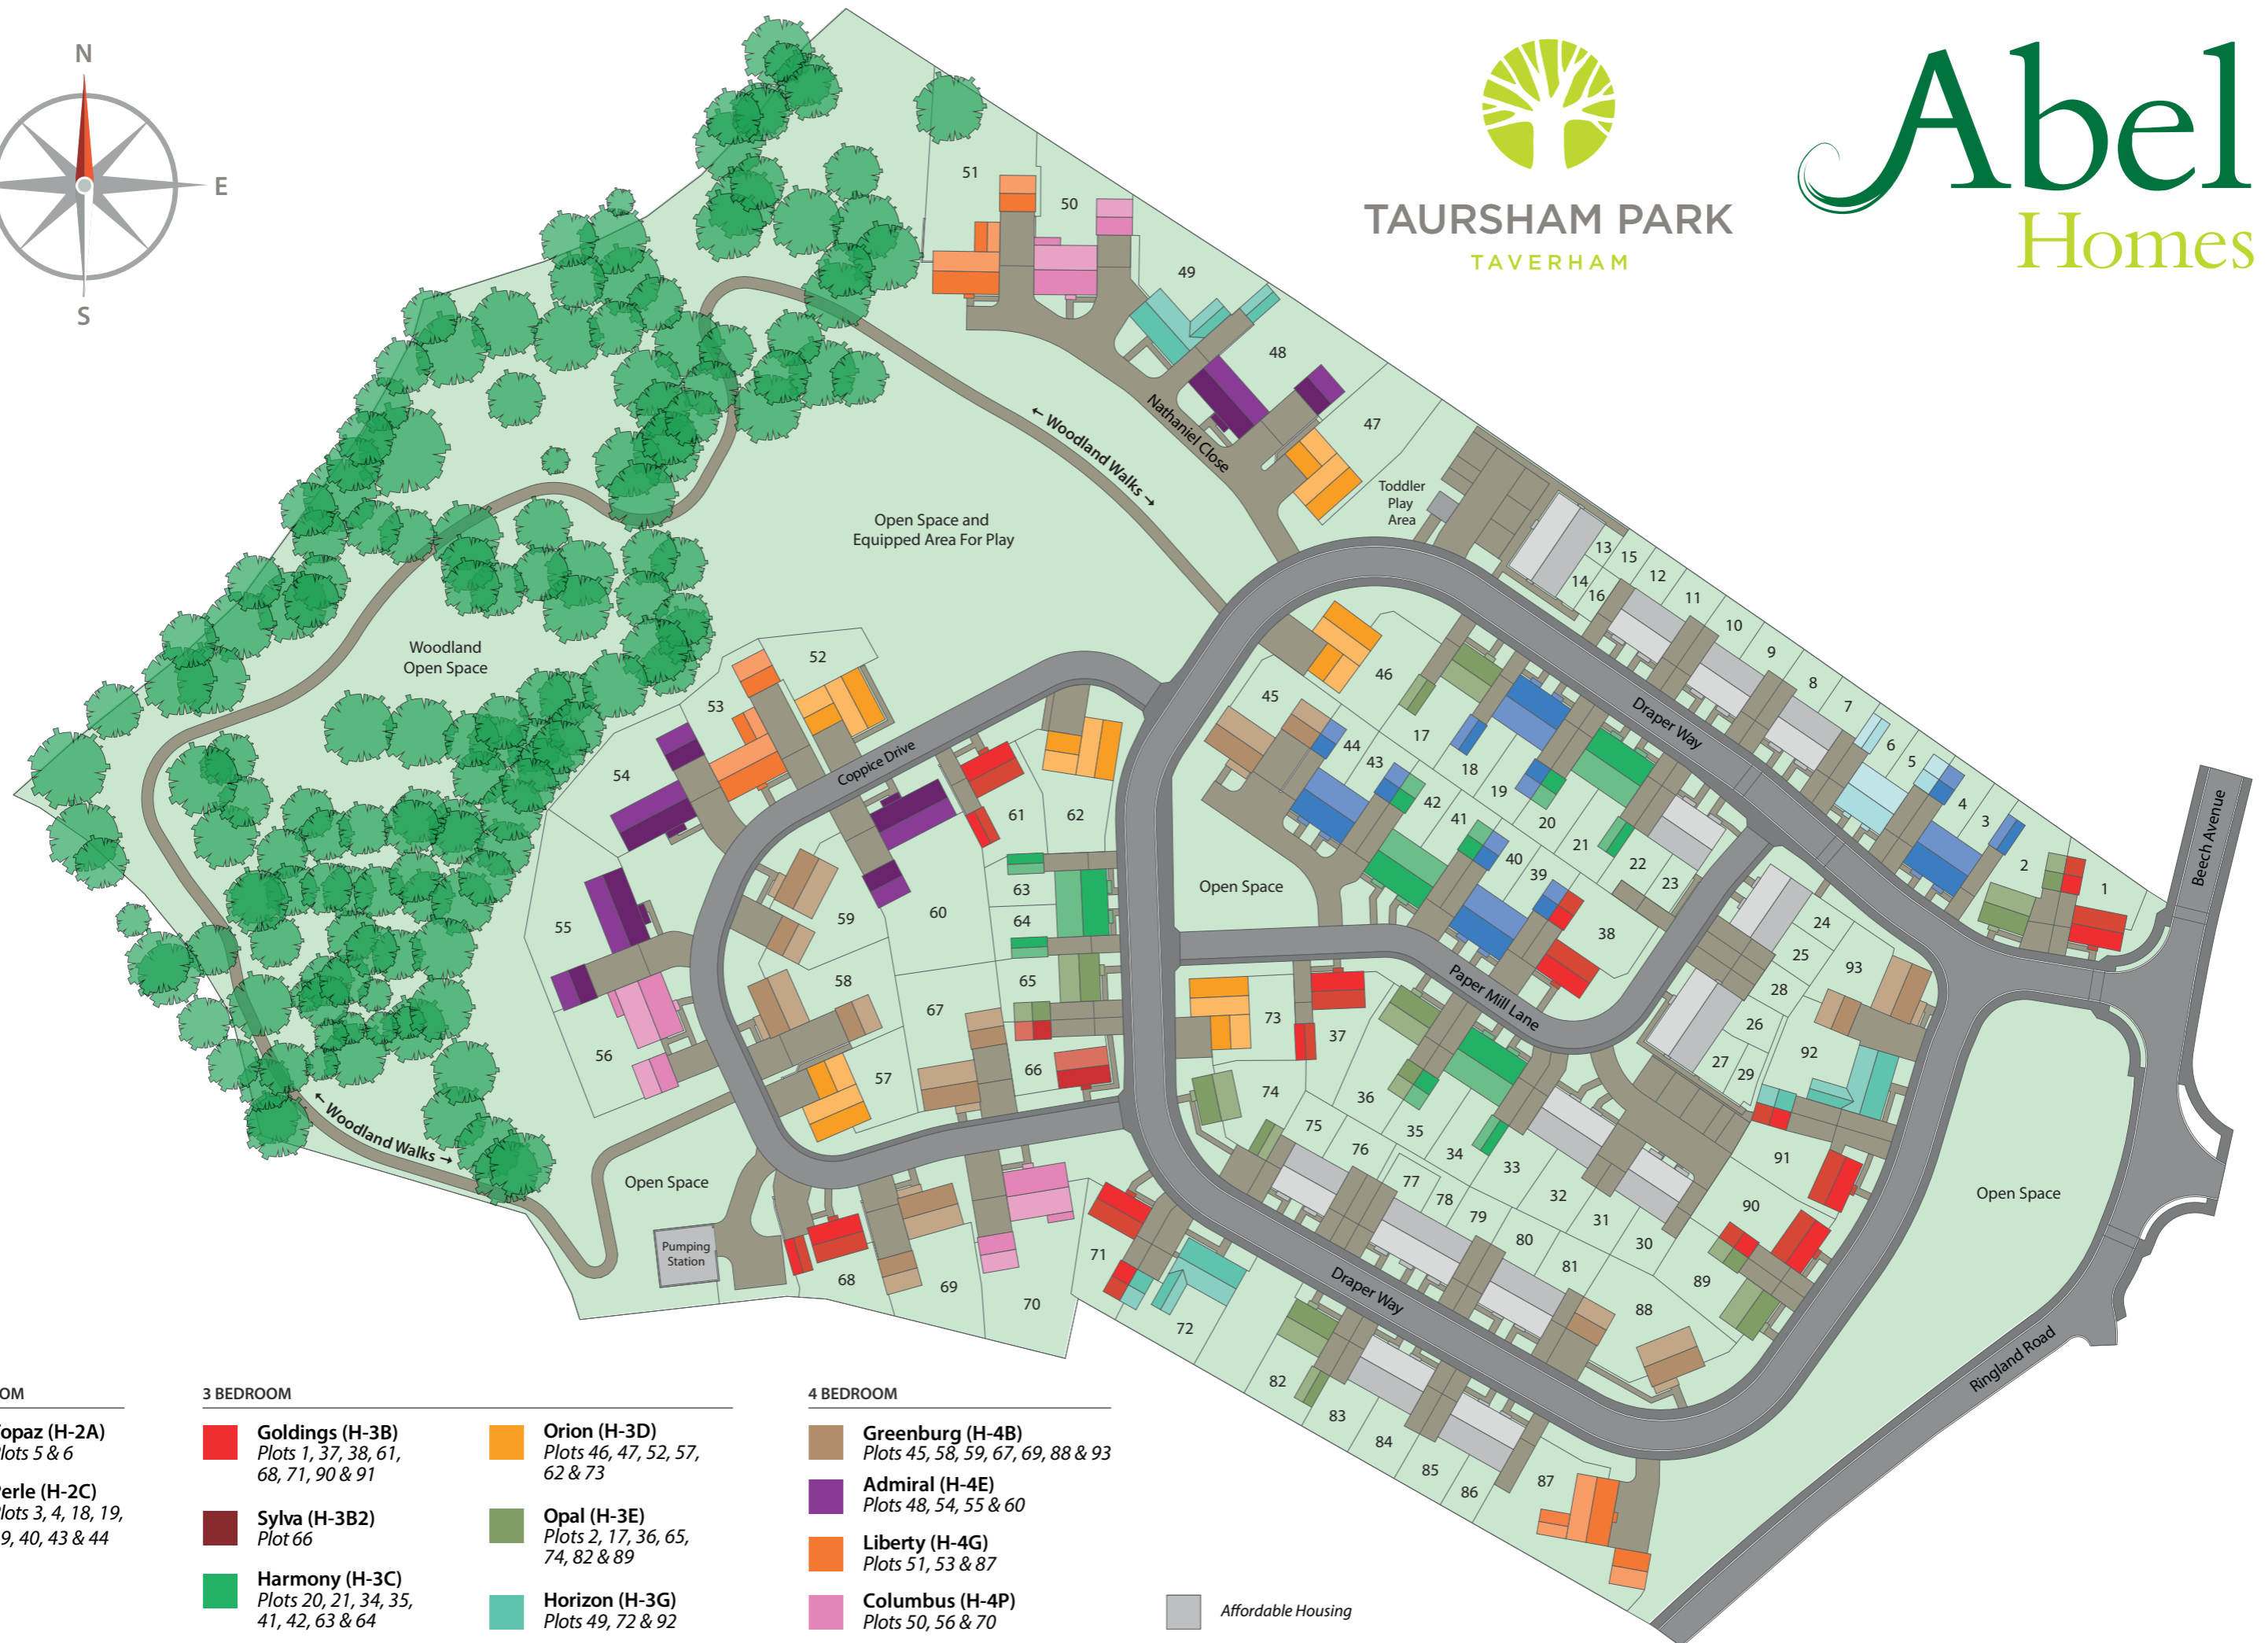 N
E
S
TAURSHAM PARK
TAVERHAM
Abel
Homes
51
50
49
48
47
Nathaniel Close
← Woodland Walks →
Toddler
Play
Area
Open Space and
Equipped Area For Play
Woodland
Open Space
13
15
14
16
12
11
10
9
8
7
6
5
4
3
2
1
Beech Avenue
Draper Way
52
53
54
Coppice Drive
55
56
59
60
61
62
63
64
58
57
67
65
66
46
45
44
43
42
41
40
39
38
17
18
19
20
21
22
23
Open Space
Paper Mill Lane
24
25
93
28
26
92
27
29
91
90
89
88
73
37
74
36
75
76
35
34
33
77
78
79
32
31
30
80
81
Open Space
Ringland Road
Draper Way
← Woodland Walks →
Open Space
Pumping
Station
68
69
70
71
72
82
83
84
85
86
87
3 BEDROOM
Goldings (H-3B)
Plots 1, 37, 38, 61,
68, 71, 90 & 91
Sylva (H-3B2)
Plot 66
Harmony (H-3C)
Plots 20, 21, 34, 35,
41, 42, 63 & 64
Orion (H-3D)
Plots 46, 47, 52, 57,
62 & 73
Opal (H-3E)
Plots 2, 17, 36, 65,
74, 82 & 89
Horizon (H-3G)
Plots 49, 72 & 92
4 BEDROOM
Greenburg (H-4B)
Plots 45, 58, 59, 67, 69, 88 & 93
Admiral (H-4E)
Plots 48, 54, 55 & 60
Liberty (H-4G)
Plots 51, 53 & 87
Columbus (H-4P)
Plots 50, 56 & 70
Affordable Housing
OM
opaz (H-2A)
lots 5 & 6
erle (H-2C)
lots 3, 4, 18, 19,
9, 40, 43 & 44